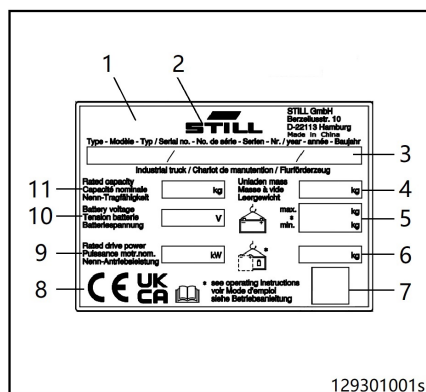 1
2
STILL
STILL GmbH
Berzeliusstr. 10
D-22113 Hamburg
Made in China
Type - Modèle - Typ / Serial no. - No. de série - Serien - Nr. / year - année - Baujahr
/ /
3
Industrial truck / Chariot de manutention / Flurförderzeug
11
Rated capacity
Capacité nominale
Nenn-Tragfähigkeit
kg
Unladen mass
Masse à vide
Leergewicht
kg
4
10
Battery voltage
Tension batterie
Batteriespannung
V
max.
s
min.
kg
kg
5
9
Rated drive power
Puissance motr.nom.
Nenn-Antriebsleistung
kW
*
kg
6
8
CE
UK
CA
* see operating instructions
voir Mode d'emploi
siehe Betriebsanleitung
7
129301001s